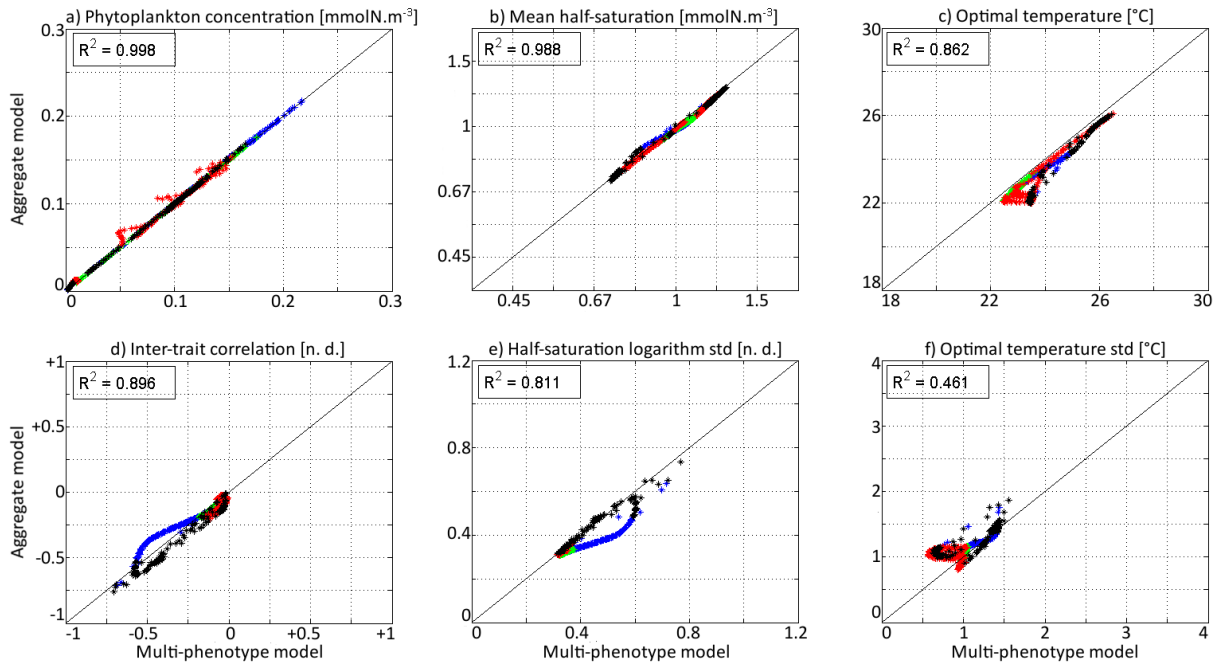 a) Phytoplankton concentration [mmolN.m-3]
b) Mean half-saturation [mmolN.m-3]
c) Optimal temperature [°C]
R2 = 0.998
R2 = 0.988
R2 = 0.862
Aggregate model
0.3
0.2
0.1
0
0 0.1 0.2 0.3
1.5
1
0.67
0.45
0.45 0.67 1 1.5
30
26
22
18
18 22 26 30
d) Inter-trait correlation [n. d.]
e) Half-saturation logarithm std [n. d.]
f) Optimal temperature std [°C]
R2 = 0.896
R2 = 0.811
R2 = 0.461
Aggregate model
+1
+0.5
0
-0.5
-1
-1 -0.5 0 +0.5 +1
Multi-phenotype model
1.2
0.8
0.4
0
0 0.4 0.8 1.2
Multi-phenotype model
4
3
2
1
0
0 1 2 3 4
Multi-phenotype model